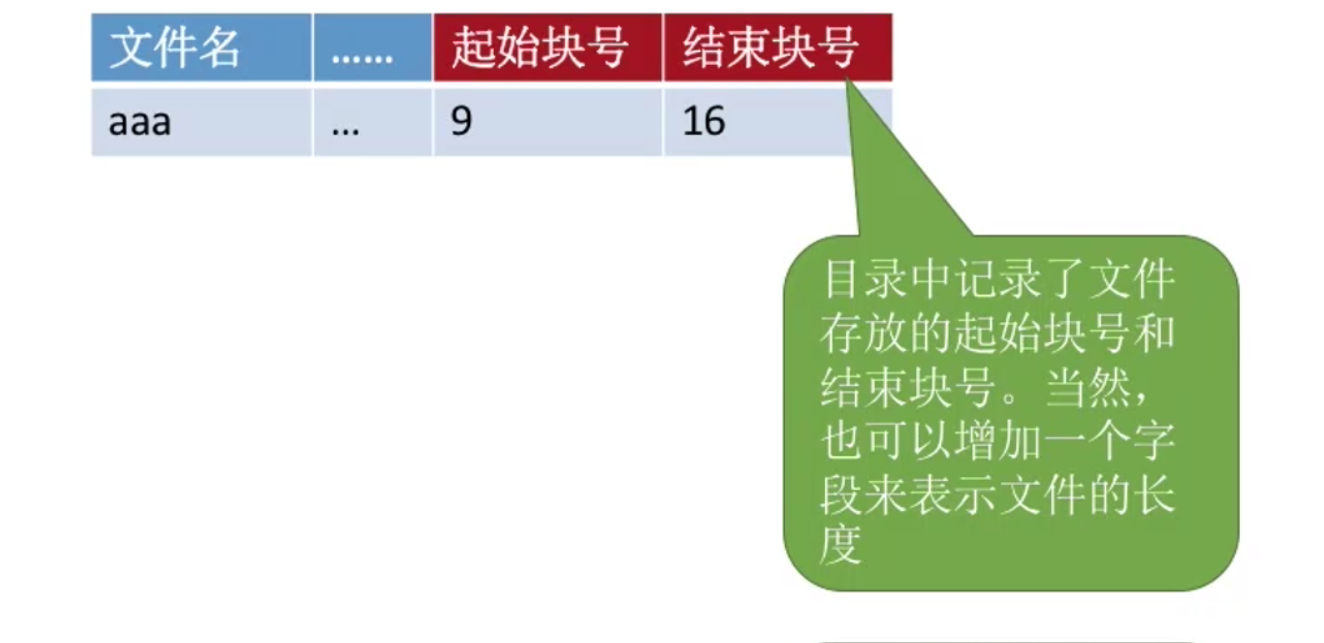 文件名 …… 起始块号 结束块号
aaa … 9 16
目录中记录了文件
存放的起始块号和
结束块号。当然，
也可以增加一个字
段来表示文件的长
度